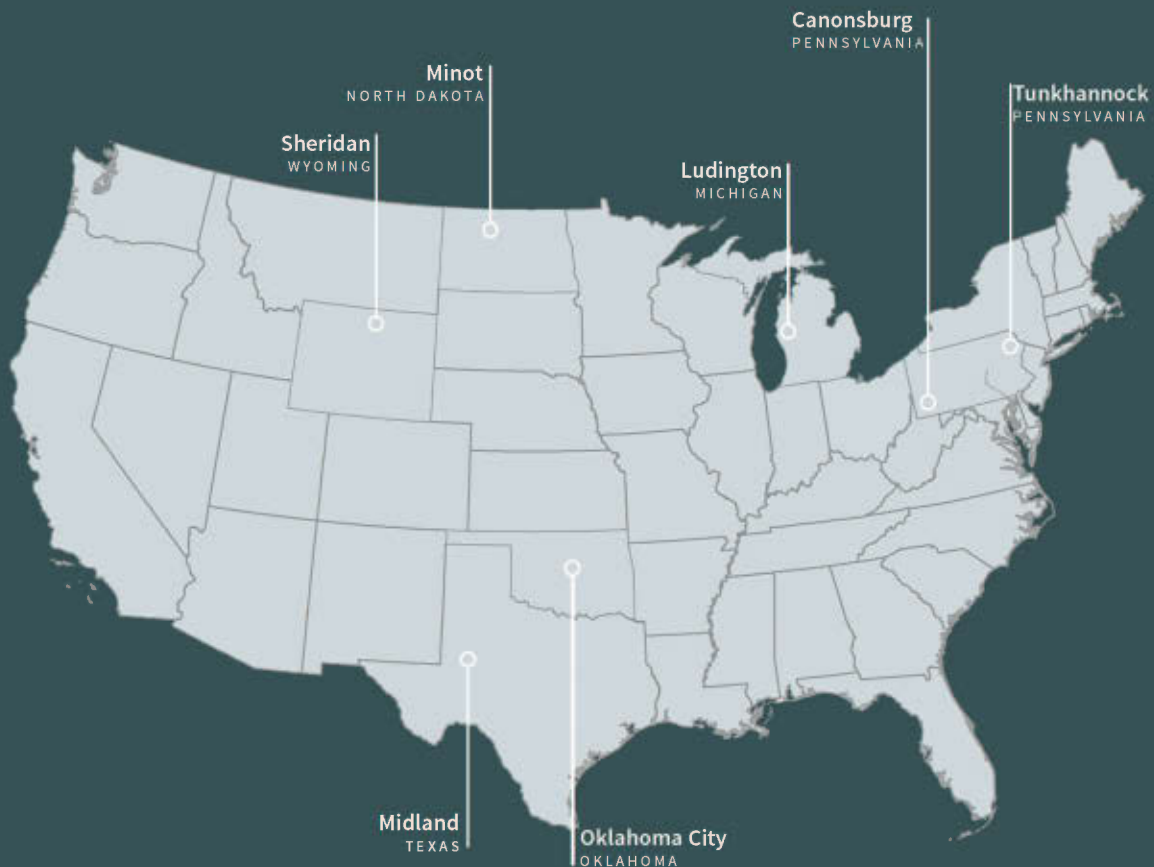 Canonsburg
PENNSYLVANIA
Minot
NORTH DAKOTA
Tunkhannock
PENNSYLVANIA
Sheridan
WYOMING
Ludington
MICHIGAN
Midland
TEXAS
Oklahoma City
OKLAHOMA